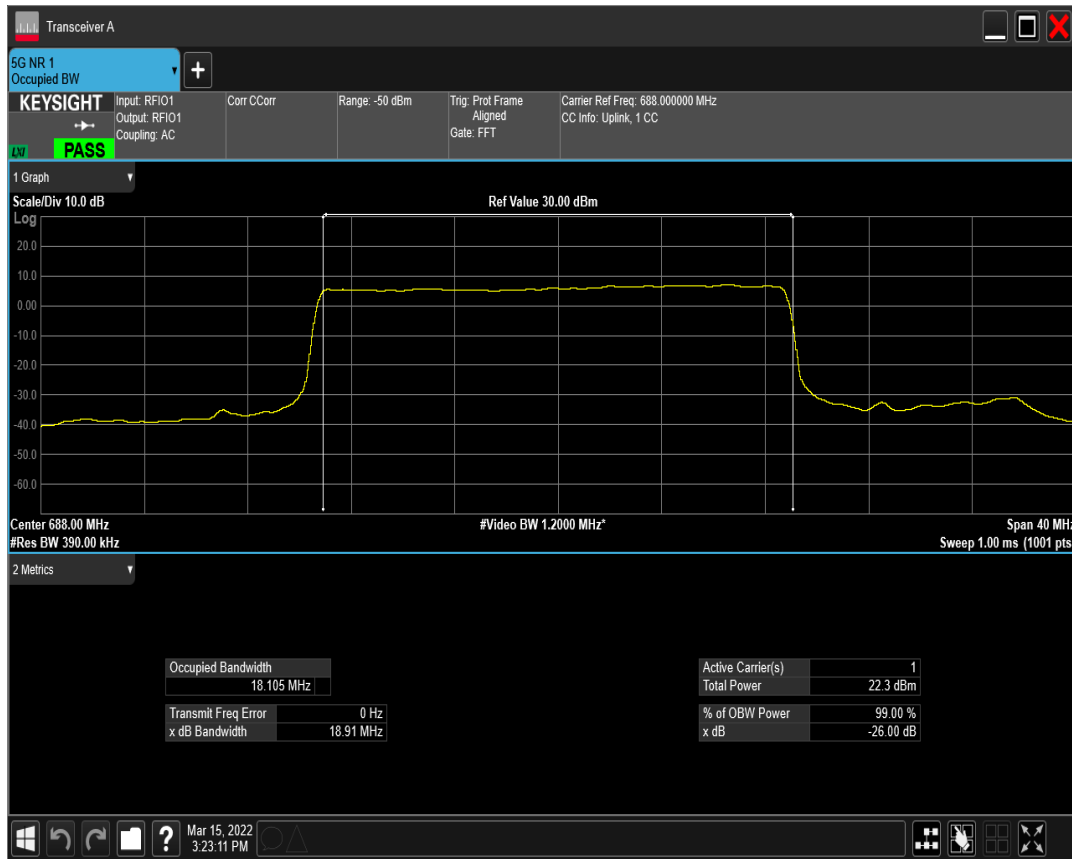 Transceiver A
5G NR 1
Occupied BW
+
KEYSIGHT
LXI
PASS
Input: RFIO1
Output: RFIO1
Coupling: AC
Corr CCorr
Range: -50 dBm
Trig: Prot Frame
Aligned
Gate: FFT
Carrier Ref Freq: 688.000000 MHz
CC Info: Uplink, 1 CC
1 Graph
Scale/Div 10.0 dB
Ref Value 30.00 dBm
Log
20.0
10.0
0.00
-10.0
-20.0
-30.0
-40.0
-50.0
-60.0
Center 688.00 MHz
#Video BW 1.2000 MHz*
Span 40 MHz
#Res BW 390.00 kHz
Sweep 1.00 ms (1001 pts
2 Metrics
Occupied Bandwidth
18.105 MHz
Transmit Freq Error 0 Hz
x dB Bandwidth 18.91 MHz
Active Carrier(s) 1
Total Power 22.3 dBm
% of OBW Power 99.00 %
x dB -26.00 dB
?
Mar 15, 2022
3:23:11 PM